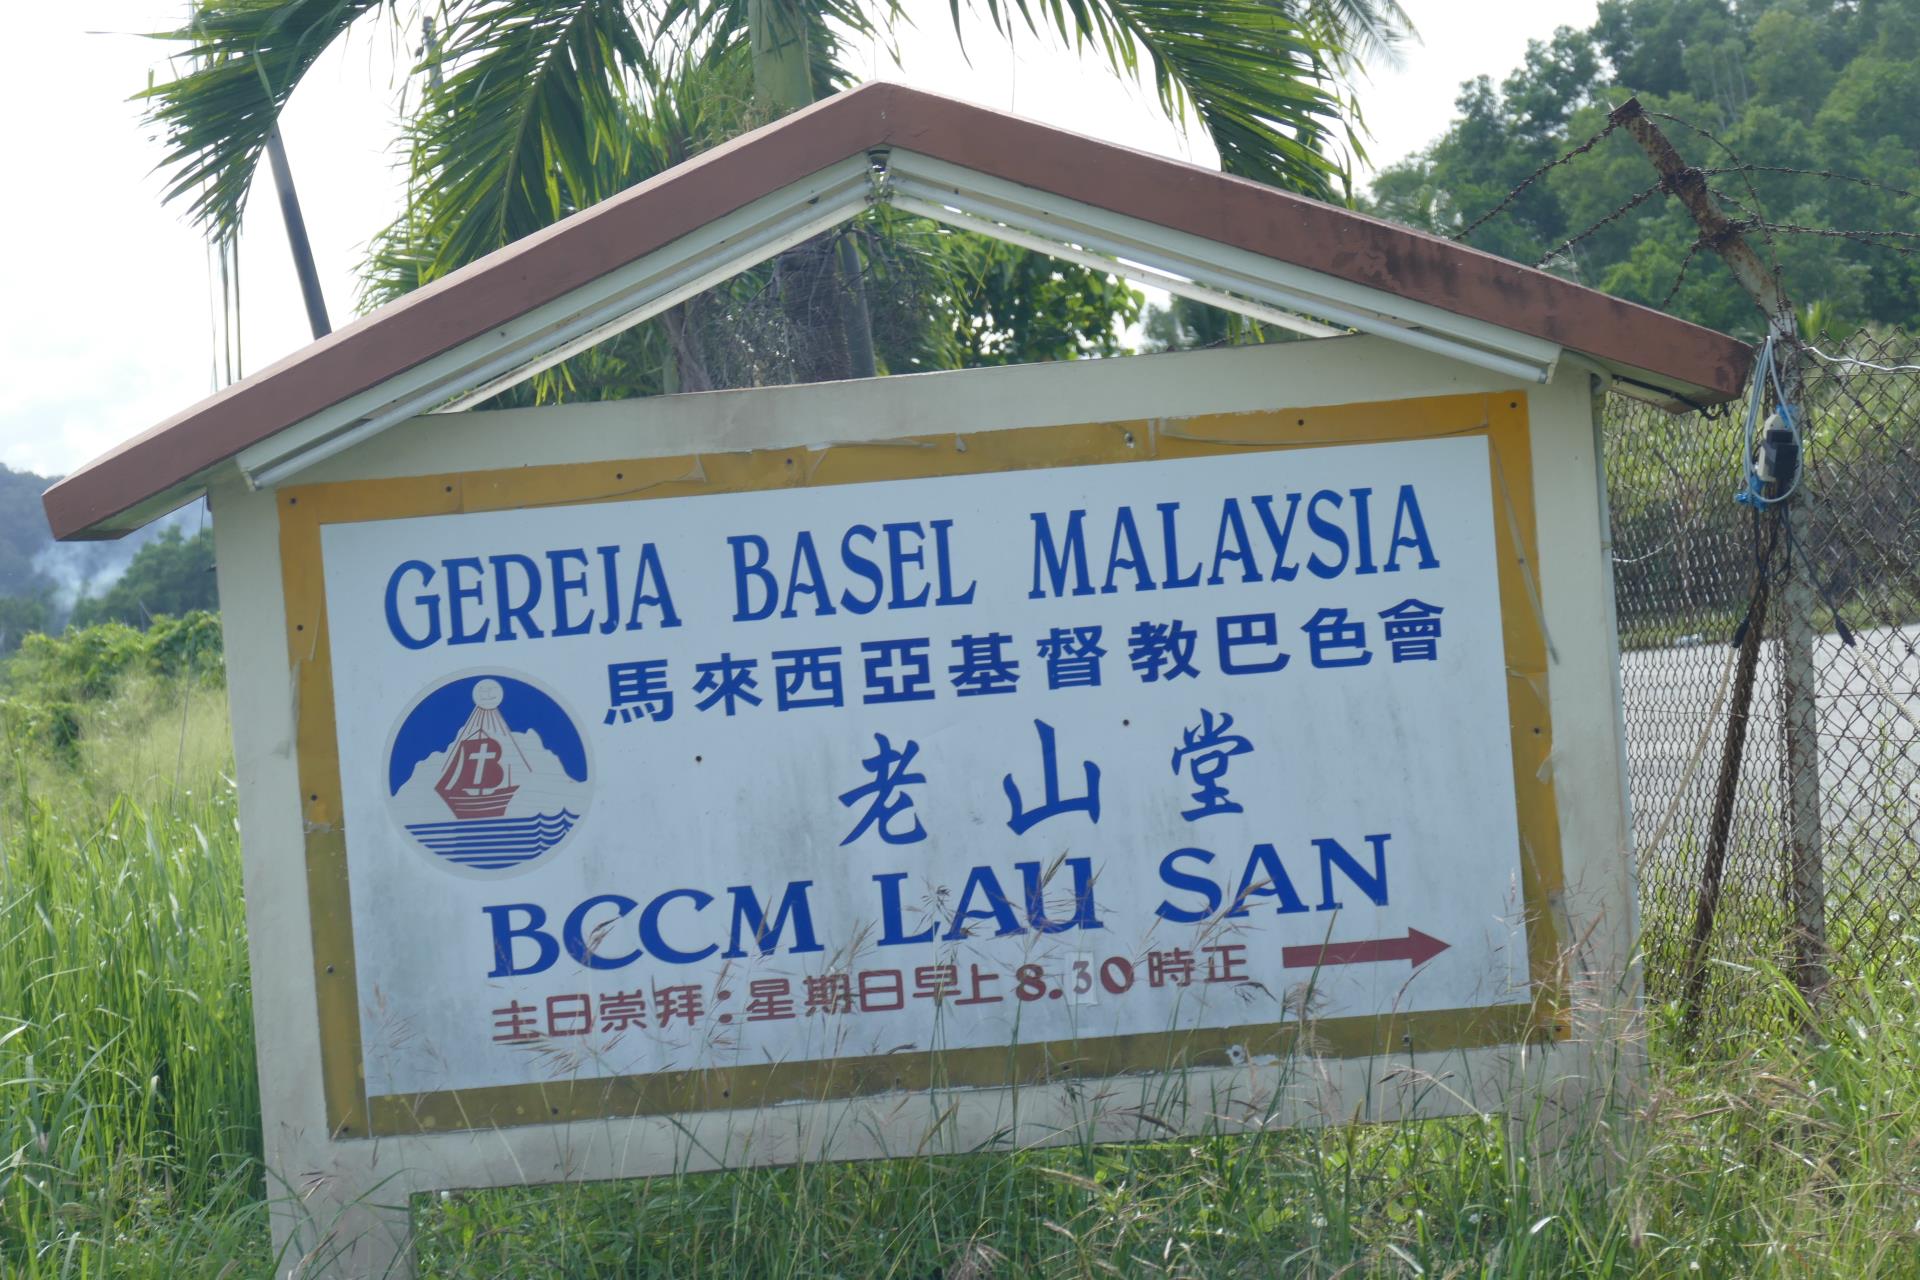 GEREJA BASEL MALAYSIA
馬來西亞基督教巴色會
老山堂
BCCM LAU SAN
主日崇拜：星期日早上8.30時正